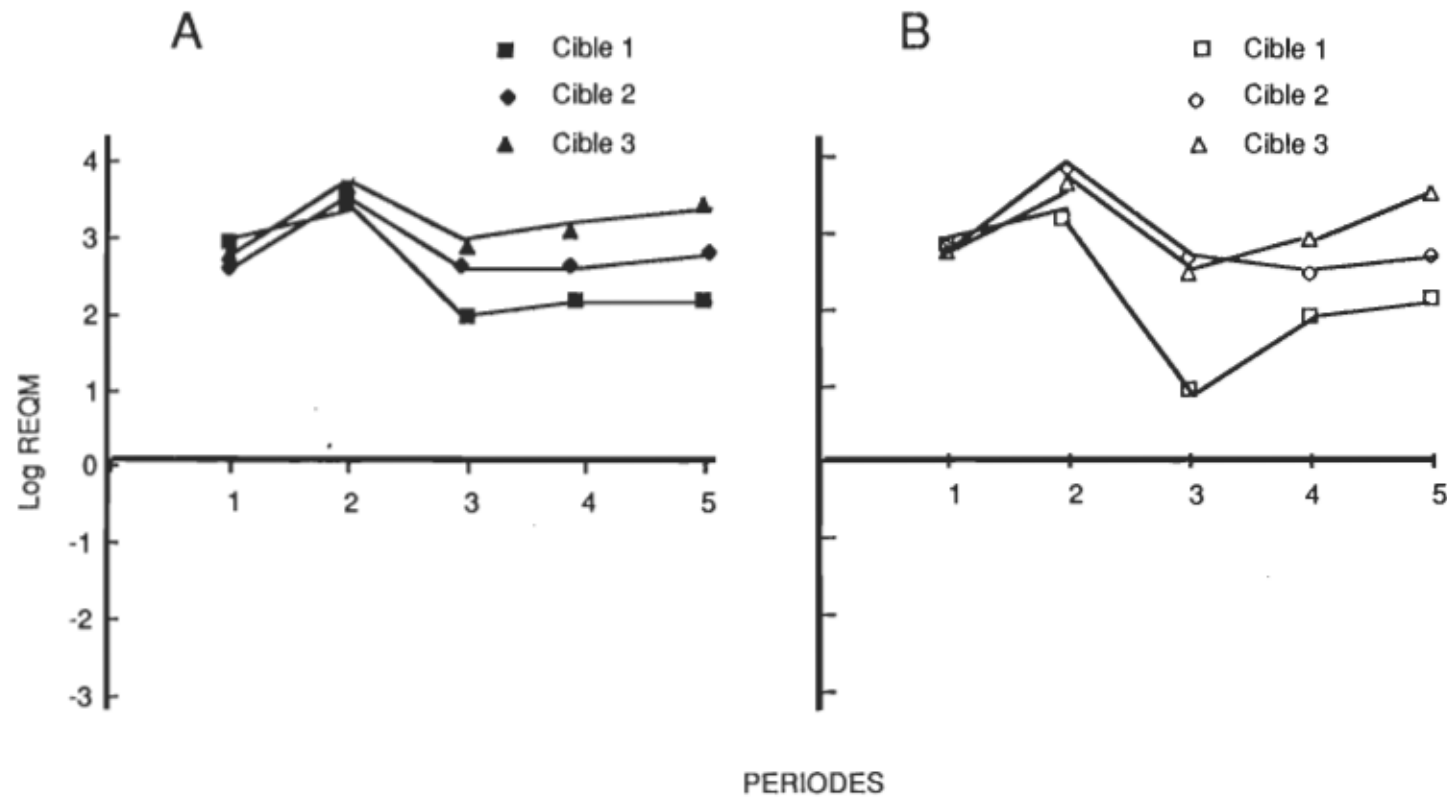 A
Cible 1
Cible 2
Cible 3
B
Cible 1
Cible 2
Cible 3
Log REQM
4
3
2
1
0
-1
-2
-3
1 2 3 4 5
1 2 3 4 5
PERIODES